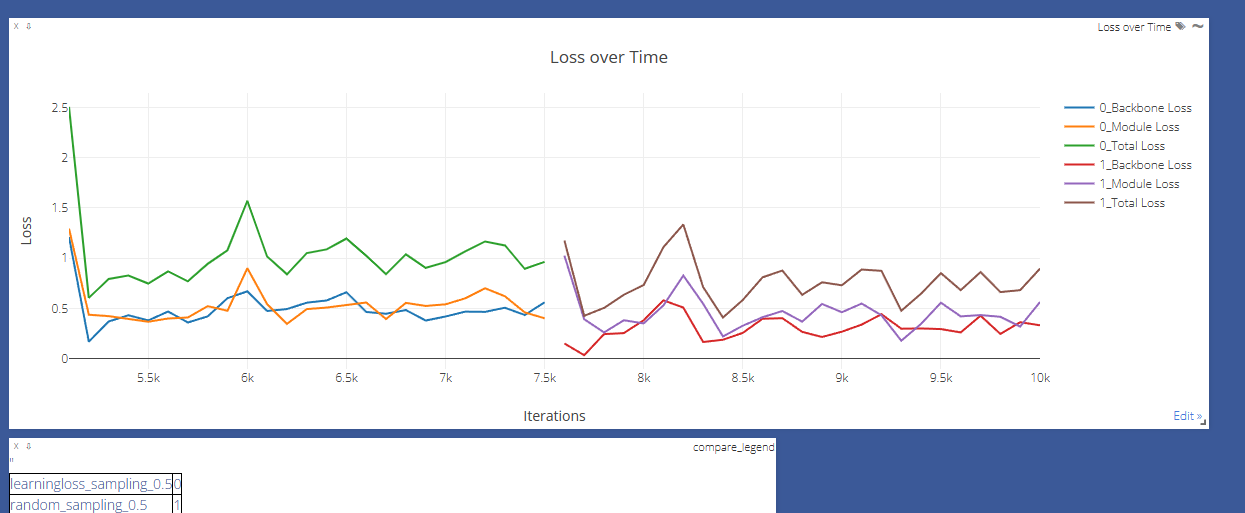 X
Loss over Time
Loss over Time
2.5
2
1.5
1
0.5
0
Loss
5.5k
6k
6.5k
7k
7.5k
8k
8.5k
9k
9.5k
10k
Iterations
0_Backbone Loss
0_Module Loss
0_Total Loss
1_Backbone Loss
1_Module Loss
1_Total Loss
Edit »
X
compare_legend
"
learningloss_sampling_0.5 0
random_sampling_0.5 1